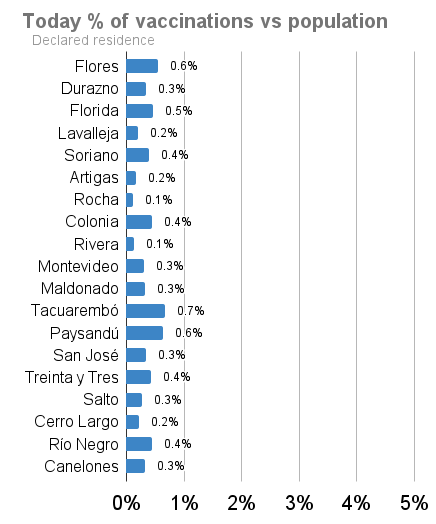 Today % of vaccinations vs population
Declared residence
Flores 0.6%
Durazno 0.3%
Florida 0.5%
Lavalleja 0.2%
Soriano 0.4%
Artigas 0.2%
Rocha 0.1%
Colonia 0.4%
Rivera 0.1%
Montevideo 0.3%
Maldonado 0.3%
Tacuarembó 0.7%
Paysandú 0.6%
San José 0.3%
Treinta y Tres 0.4%
Salto 0.3%
Cerro Largo 0.2%
Río Negro 0.4%
Canelones 0.3%
0% 1% 2% 3% 4% 5%